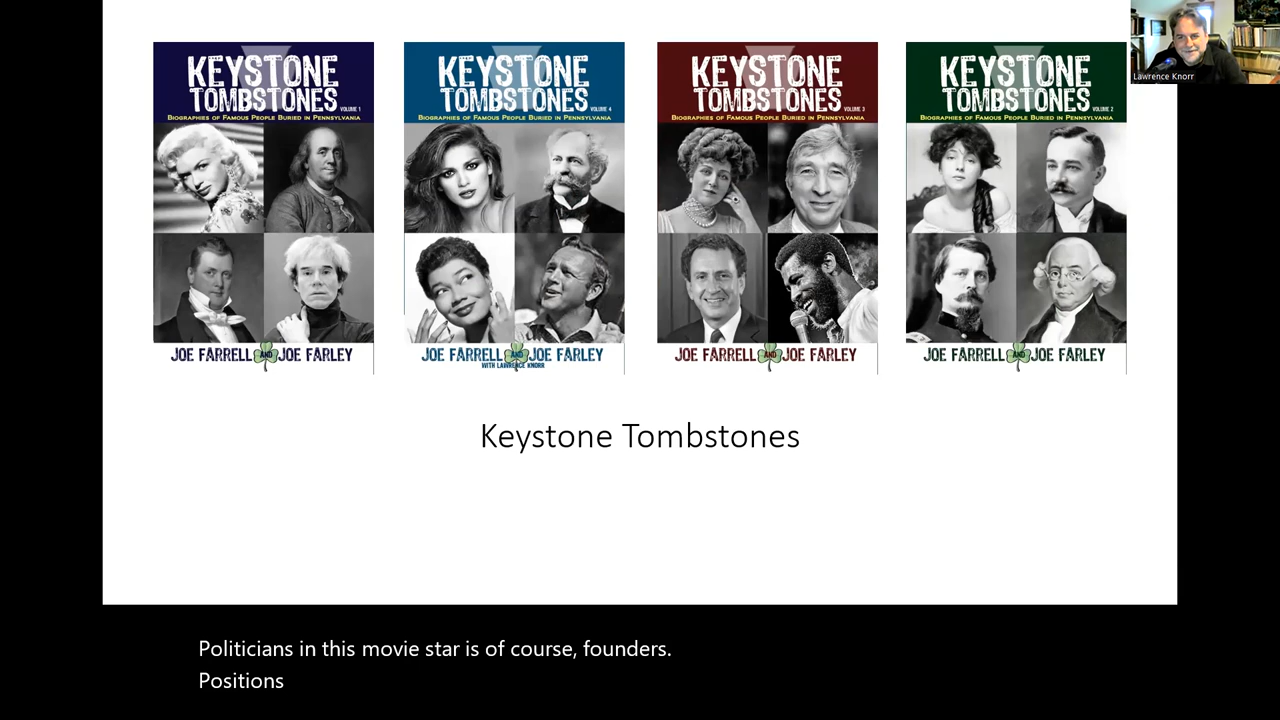 KEYSTONE
TOMBSTONES VOLUME 1
BIOGRAPHIES OF FAMOUS PEOPLE BURIED IN PENNSYLVANIA
JOE FARRELL AND JOE FARLEY
KEYSTONE
TOMBSTONES VOLUME 4
BIOGRAPHIES OF FAMOUS PEOPLE BURIED IN PENNSYLVANIA
JOE FARRELL AND JOE FARLEY
WITH LAWRENCE KNORR
KEYSTONE
TOMBSTONES VOLUME 3
BIOGRAPHIES OF FAMOUS PEOPLE BURIED IN PENNSYLVANIA
JOE FARRELL AND JOE FARLEY
KEYSTONE
TOMBSTONES VOLUME 2
BIOGRAPHIES OF FAMOUS PEOPLE BURIED IN PENNSYLVANIA
JOE FARRELL AND JOE FARLEY
Lawrence Knorr
Keystone Tombstones
Politicians in this movie star is of course, founders.
Positions